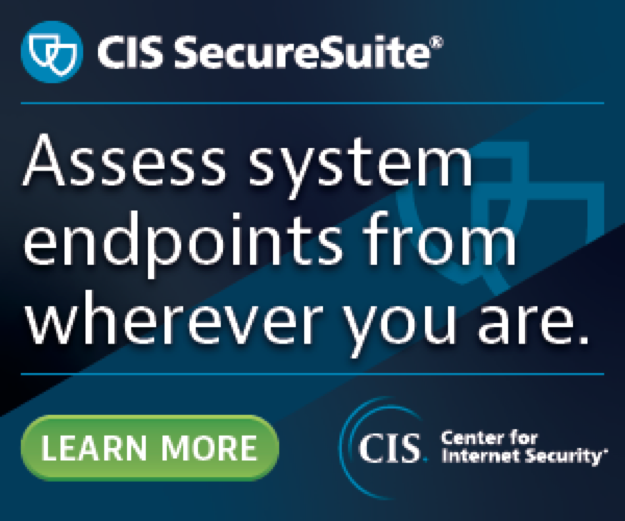 CIS SecureSuite®
Assess system
endpoints from
wherever you are.
LEARN MORE
CIS. Center for
Internet Security®